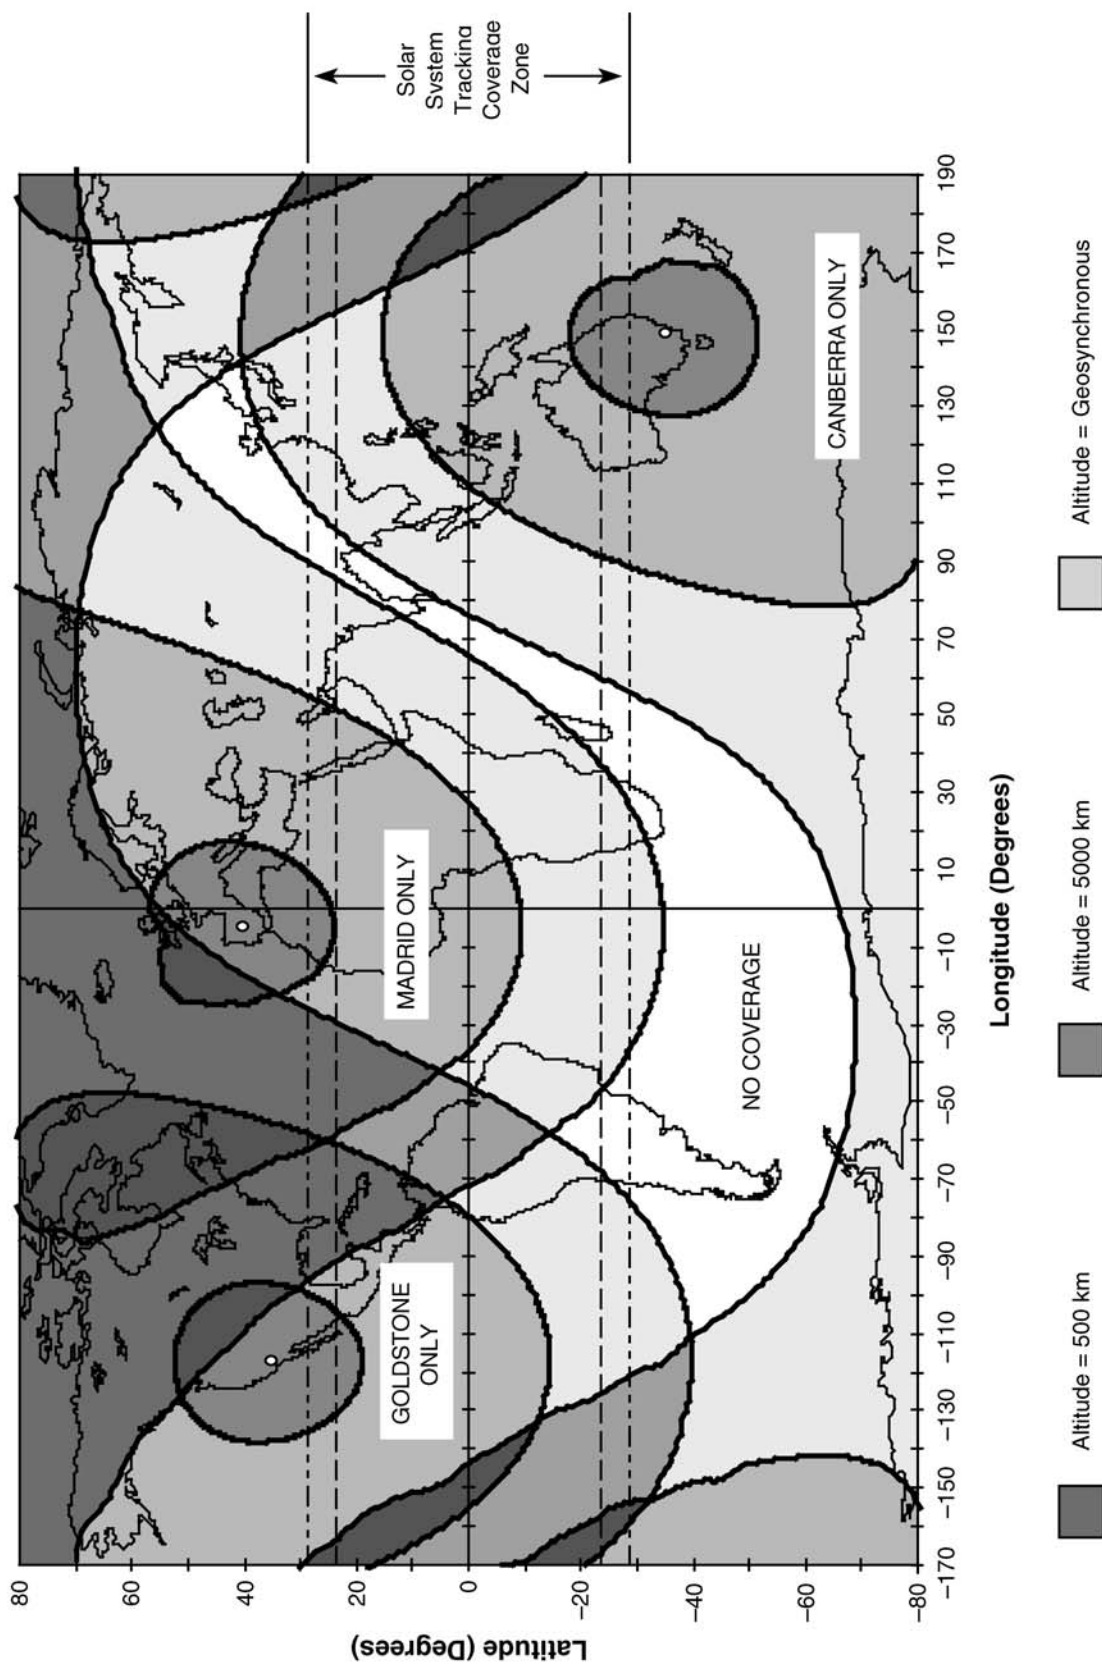 Solar
System
Tracking
Coverage
Zone
80
60
40
20
0
–20
–40
–60
–80
Latitude (Degrees)
GOLDSTONE
ONLY
MADRID ONLY
NO COVERAGE
CANBERRA ONLY
–170 –150 –130 –110 –90 –70 –50 –30 –10 10 30 50 70 90 110 130 150 170 190
Longitude (Degrees)
Altitude = 500 km
Altitude = 5000 km
Altitude = Geosynchronous